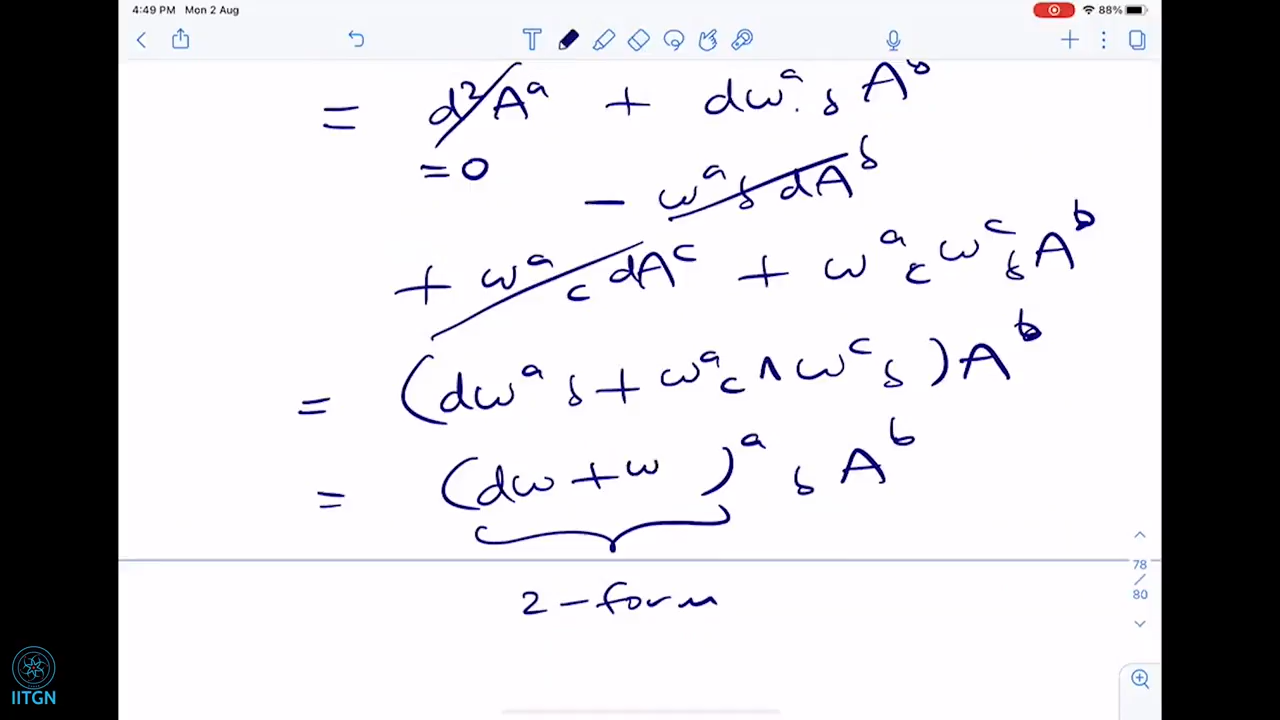 4:49 PM Mon 2 Aug
88%
= d²A^a + dω^a_b A^b
= 0
− ω^a_b dA^b
+ ω^a_c dA^c + ω^a_c ω^c_b A^b
= (dω^a_b + ω^a_c ∧ ω^c_b) A^b
= (dω + ω )^a_b A^b
2-form
78
/
80
IITGN